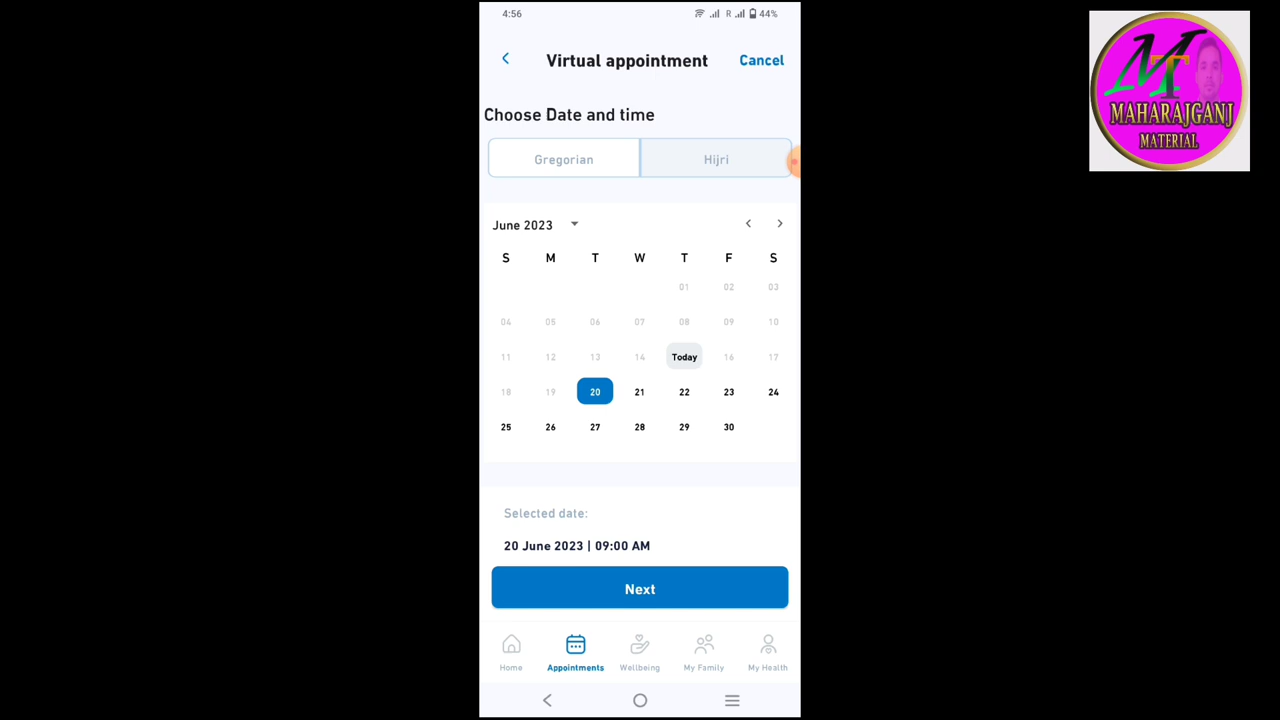 4:56 R 44%
Virtual appointment Cancel
Choose Date and time
Gregorian Hijri
June 2023
S M T W T F S
01 02 03
04 05 06 07 08 09 10
11 12 13 14 Today 16 17
18 19 20 21 22 23 24
25 26 27 28 29 30
Selected date:
20 June 2023 | 09:00 AM
Next
Home Appointments Wellbeing My Family My Health
MT
MAHARAJGANJ
MATERIAL